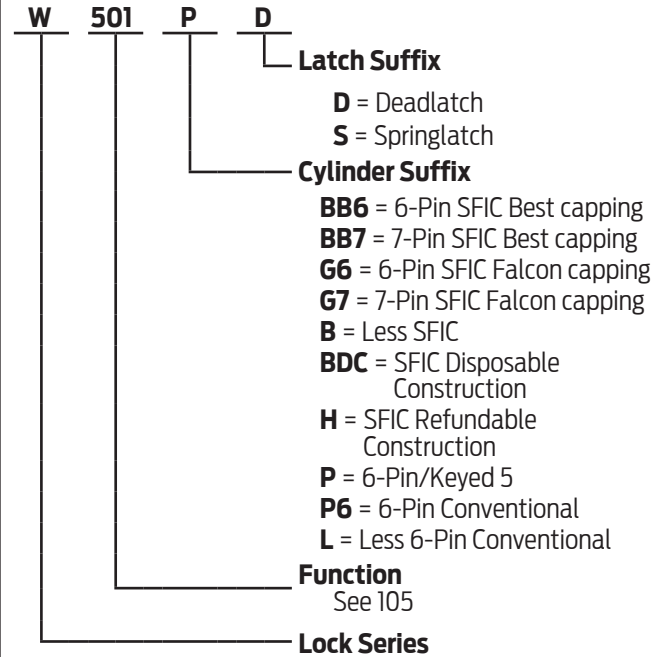 W 501 P D
Latch Suffix
D = Deadlatch
S = Springlatch
Cylinder Suffix
BB6 = 6-Pin SFIC Best capping
BB7 = 7-Pin SFIC Best capping
G6 = 6-Pin SFIC Falcon capping
G7 = 7-Pin SFIC Falcon capping
B = Less SFIC
BDC = SFIC Disposable
Construction
H = SFIC Refundable
Construction
P = 6-Pin/Keyed 5
P6 = 6-Pin Conventional
L = Less 6-Pin Conventional
Function
See 105
Lock Series